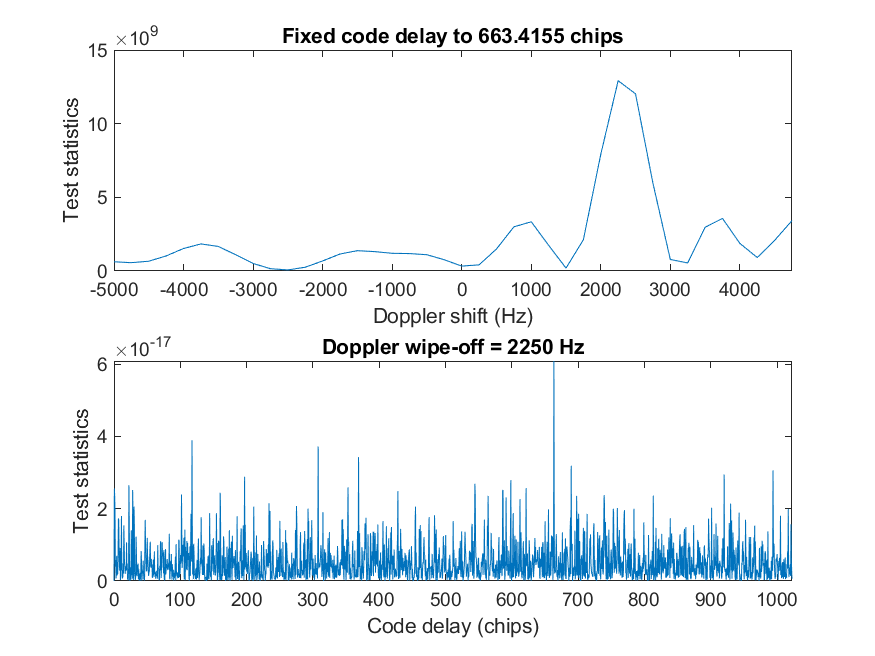 ×10^9
Fixed code delay to 663.4155 chips
15
10
5
0
Test statistics
-5000 -4000 -3000 -2000 -1000 0 1000 2000 3000 4000
Doppler shift (Hz)
×10^-17
Doppler wipe-off = 2250 Hz
6
4
2
0
Test statistics
0 100 200 300 400 500 600 700 800 900 1000
Code delay (chips)